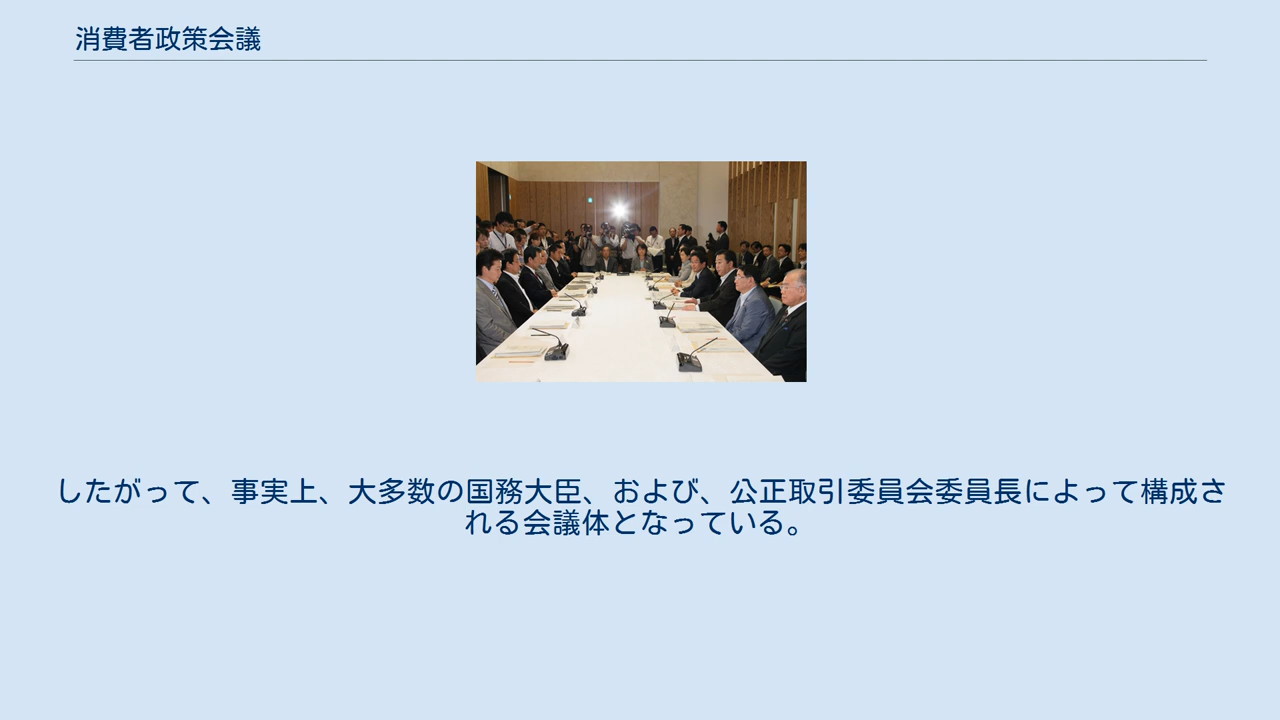 消費者政策会議
したがって、事実上、大多数の国務大臣、および、公正取引委員会委員長によって構成さ
れる会議体となっている。